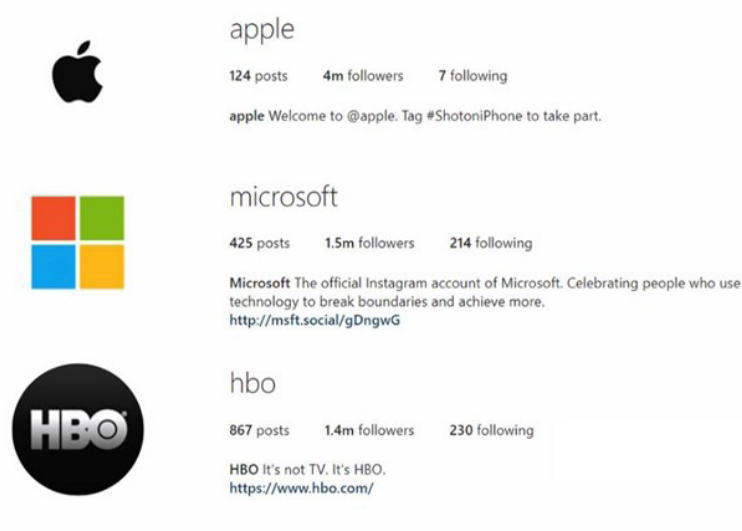 apple
124 posts 4m followers 7 following
apple Welcome to @apple. Tag #ShotoniPhone to take part.
microsoft
425 posts 1.5m followers 214 following
Microsoft The official Instagram account of Microsoft. Celebrating people who use
technology to break boundaries and achieve more.
http://msft.social/gDngwG
HBO
hbo
867 posts 1.4m followers 230 following
HBO It's not TV. It's HBO.
https://www.hbo.com/